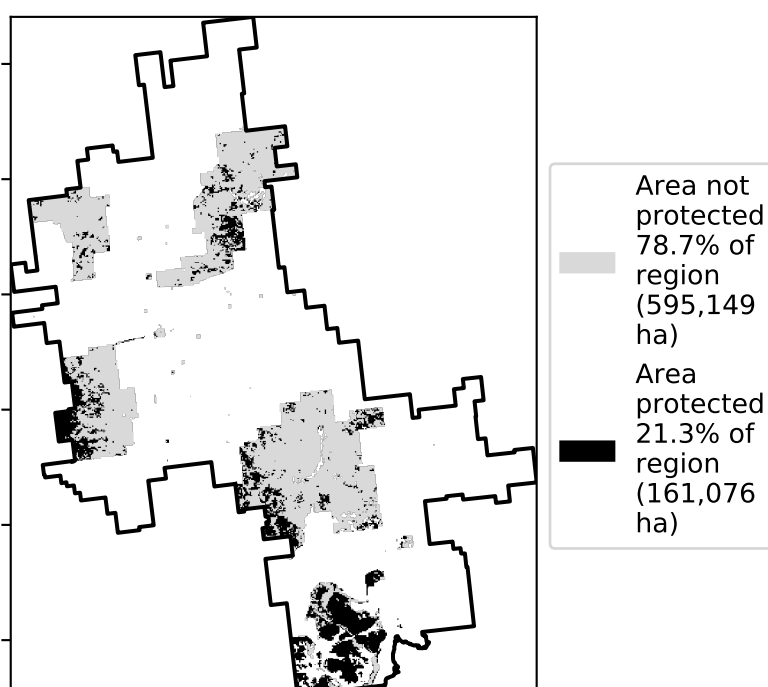 Area not
protected
78.7% of
region
(595,149
ha)
Area
protected
21.3% of
region
(161,076
ha)